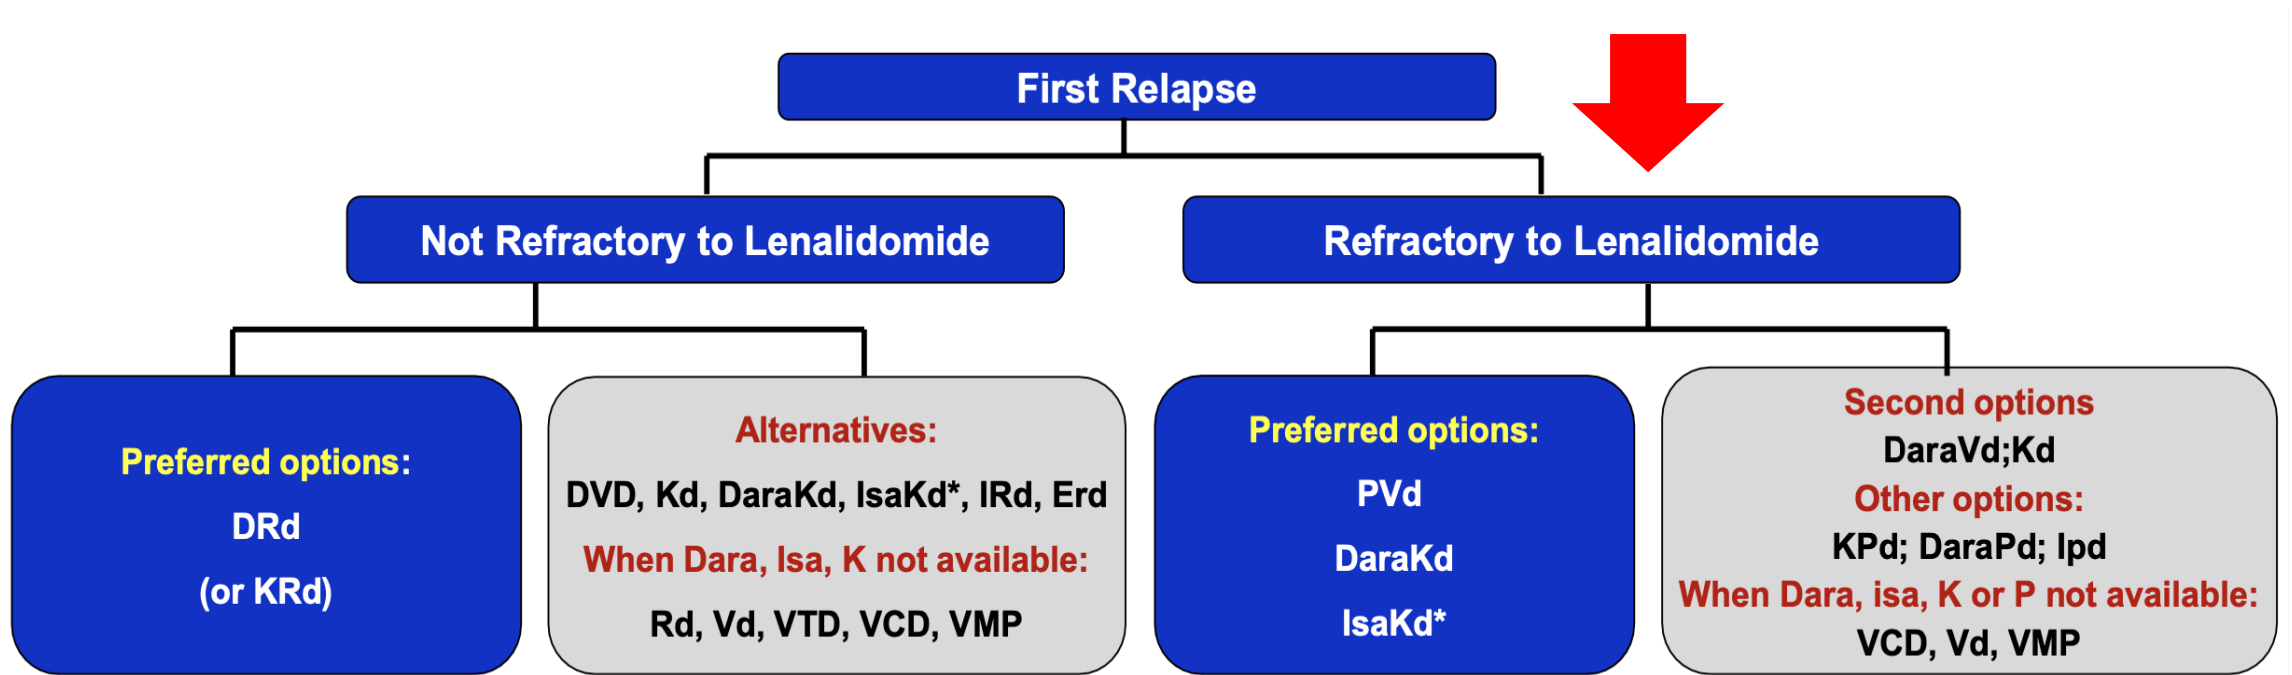 First Relapse
Not Refractory to Lenalidomide
Refractory to Lenalidomide
Preferred options:
DRd
(or KRd)
Alternatives:
DVD, Kd, DaraKd, IsaKd*, IRd, Erd
When Dara, Isa, K not available:
Rd, Vd, VTD, VCD, VMP
Preferred options:
PVd
DaraKd
IsaKd*
Second options
DaraVd;Kd
Other options:
KPd; DaraPd; Ipd
When Dara, isa, K or P not available:
VCD, Vd, VMP